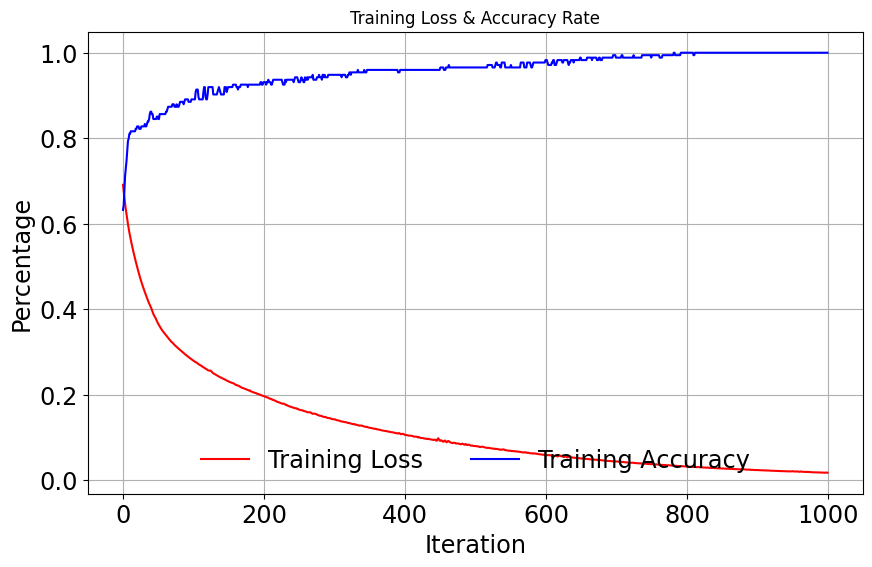 Training Loss & Accuracy Rate
Percentage
1.0
0.8
0.6
0.4
0.2
0.0
Training Loss Training Accuracy
0 200 400 600 800 1000
Iteration